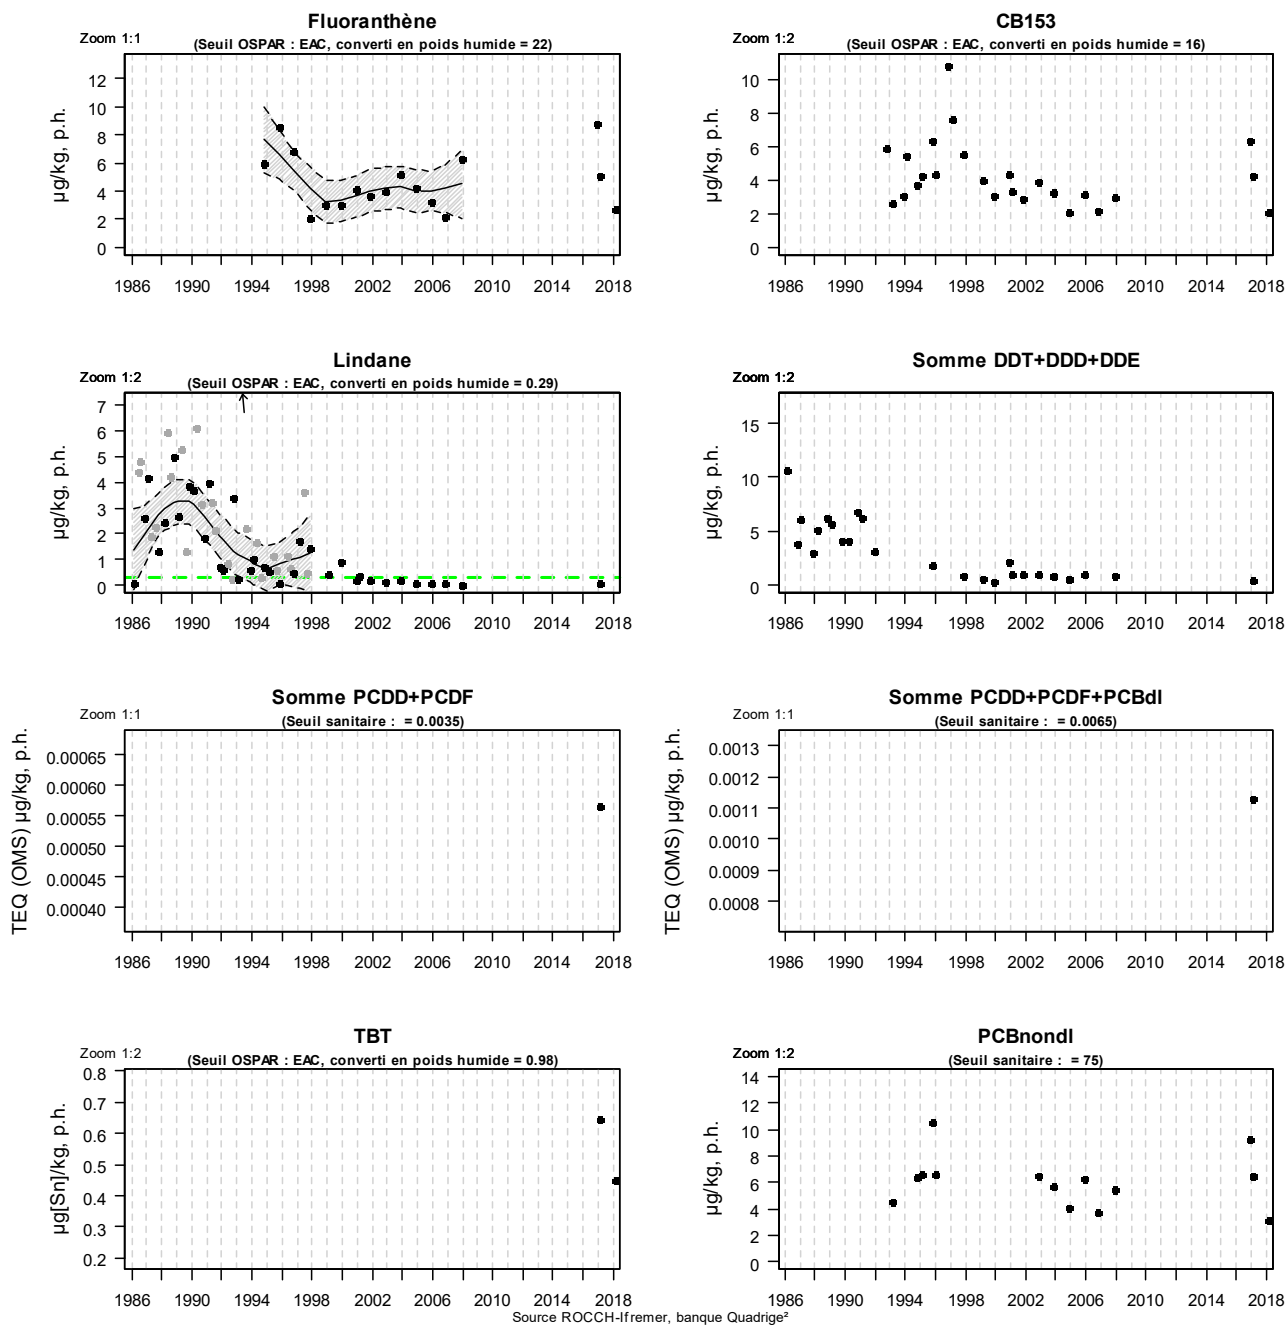 Fluoranthène
Zoom 1:1
(Seuil OSPAR : EAC, converti en poids humide = 22)
µg/kg, p.h.
12
10
8
6
4
2
0
1986 1990 1994 1998 2002 2006 2010 2014 2018
CB153
Zoom 1:2
(Seuil OSPAR : EAC, converti en poids humide = 16)
µg/kg, p.h.
10
8
6
4
2
0
1986 1990 1994 1998 2002 2006 2010 2014 2018
Lindane
Zoom 1:2
(Seuil OSPAR : EAC, converti en poids humide = 0.29)
µg/kg, p.h.
7
6
5
4
3
2
1
0
1986 1990 1994 1998 2002 2006 2010 2014 2018
Somme DDT+DDD+DDE
Zoom 1:2
µg/kg, p.h.
15
10
5
0
1986 1990 1994 1998 2002 2006 2010 2014 2018
Somme PCDD+PCDF
Zoom 1:1
(Seuil sanitaire : = 0.0035)
TEQ (OMS) µg/kg, p.h.
0.00065
0.00060
0.00055
0.00050
0.00045
0.00040
1986 1990 1994 1998 2002 2006 2010 2014 2018
Somme PCDD+PCDF+PCBdl
Zoom 1:1
(Seuil sanitaire : = 0.0065)
TEQ (OMS) µg/kg, p.h.
0.0013
0.0012
0.0011
0.0010
0.0009
0.0008
1986 1990 1994 1998 2002 2006 2010 2014 2018
TBT
Zoom 1:2
(Seuil OSPAR : EAC, converti en poids humide = 0.98)
µg[Sn]/kg, p.h.
0.8
0.7
0.6
0.5
0.4
0.3
0.2
1986 1990 1994 1998 2002 2006 2010 2014 2018
PCBnondl
Zoom 1:2
(Seuil sanitaire : = 75)
µg/kg, p.h.
14
12
10
8
6
4
2
0
1986 1990 1994 1998 2002 2006 2010 2014 2018
Source ROCCH-Ifremer, banque Quadrige²